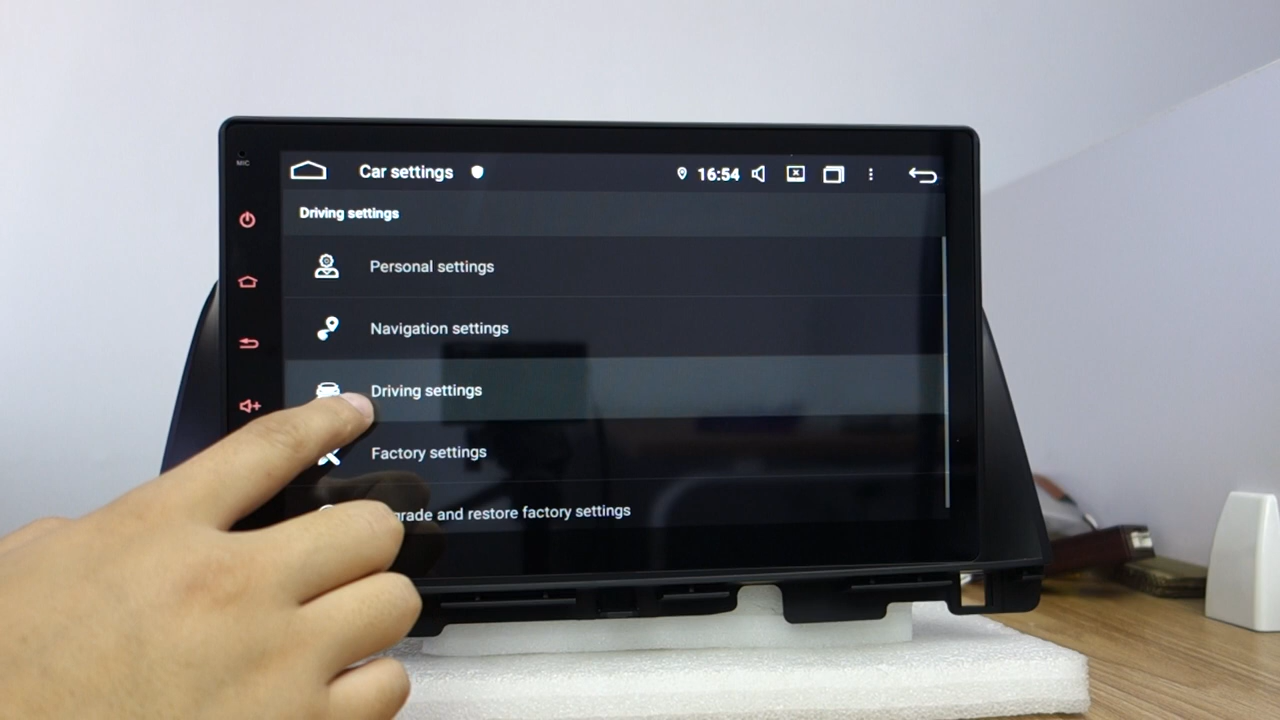 MIC
Car settings
16:54
Driving settings
Personal settings
Navigation settings
Driving settings
Factory settings
grade and restore factory settings